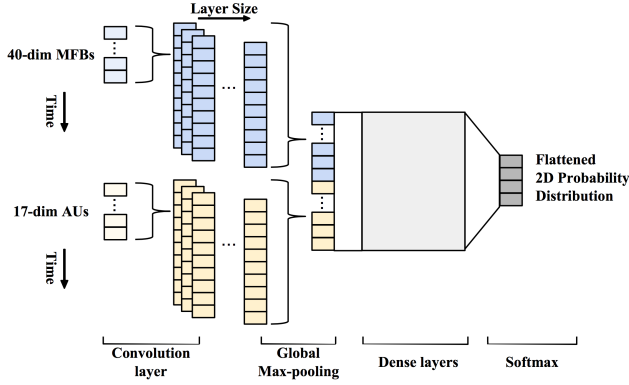 Layer Size
40-dim MFBs
Time
17-dim AUs
Time
Flattened
2D Probability
Distribution
Convolution
layer
Global
Max-pooling
Dense layers
Softmax